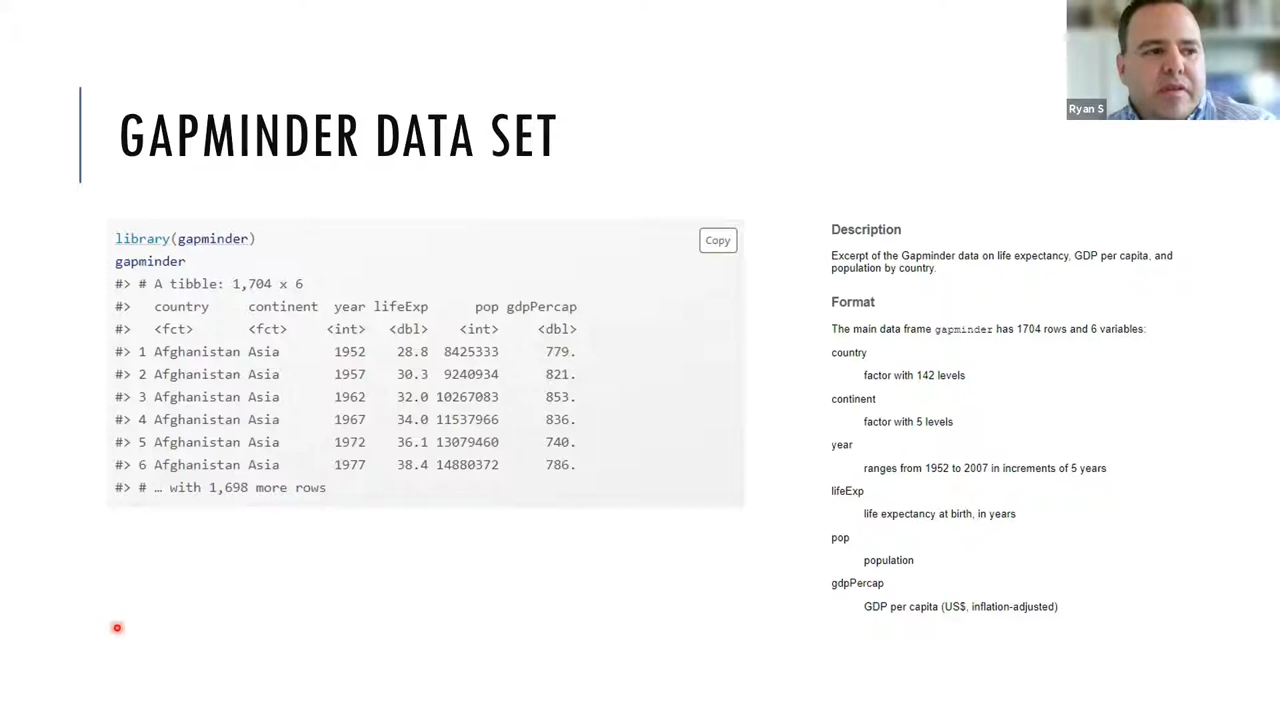 GAPMINDER DATA SET
library(gapminder)
Copy
gapminder
#> # A tibble: 1,704 x 6
#>   country     continent  year lifeExp      pop gdpPercap
#>   <fct>       <fct>     <int>   <dbl>    <int>     <dbl>
#> 1 Afghanistan Asia       1952    28.8  8425333      779.
#> 2 Afghanistan Asia       1957    30.3  9240934      821.
#> 3 Afghanistan Asia       1962    32.0 10267083      853.
#> 4 Afghanistan Asia       1967    34.0 11537966      836.
#> 5 Afghanistan Asia       1972    36.1 13079460      740.
#> 6 Afghanistan Asia       1977    38.4 14880372      786.
#> # … with 1,698 more rows
Description
Excerpt of the Gapminder data on life expectancy, GDP per capita, and
population by country.
Format
The main data frame gapminder has 1704 rows and 6 variables:
country
factor with 142 levels
continent
factor with 5 levels
year
ranges from 1952 to 2007 in increments of 5 years
lifeExp
life expectancy at birth, in years
pop
population
gdpPercap
GDP per capita (US$, inflation-adjusted)
Ryan S